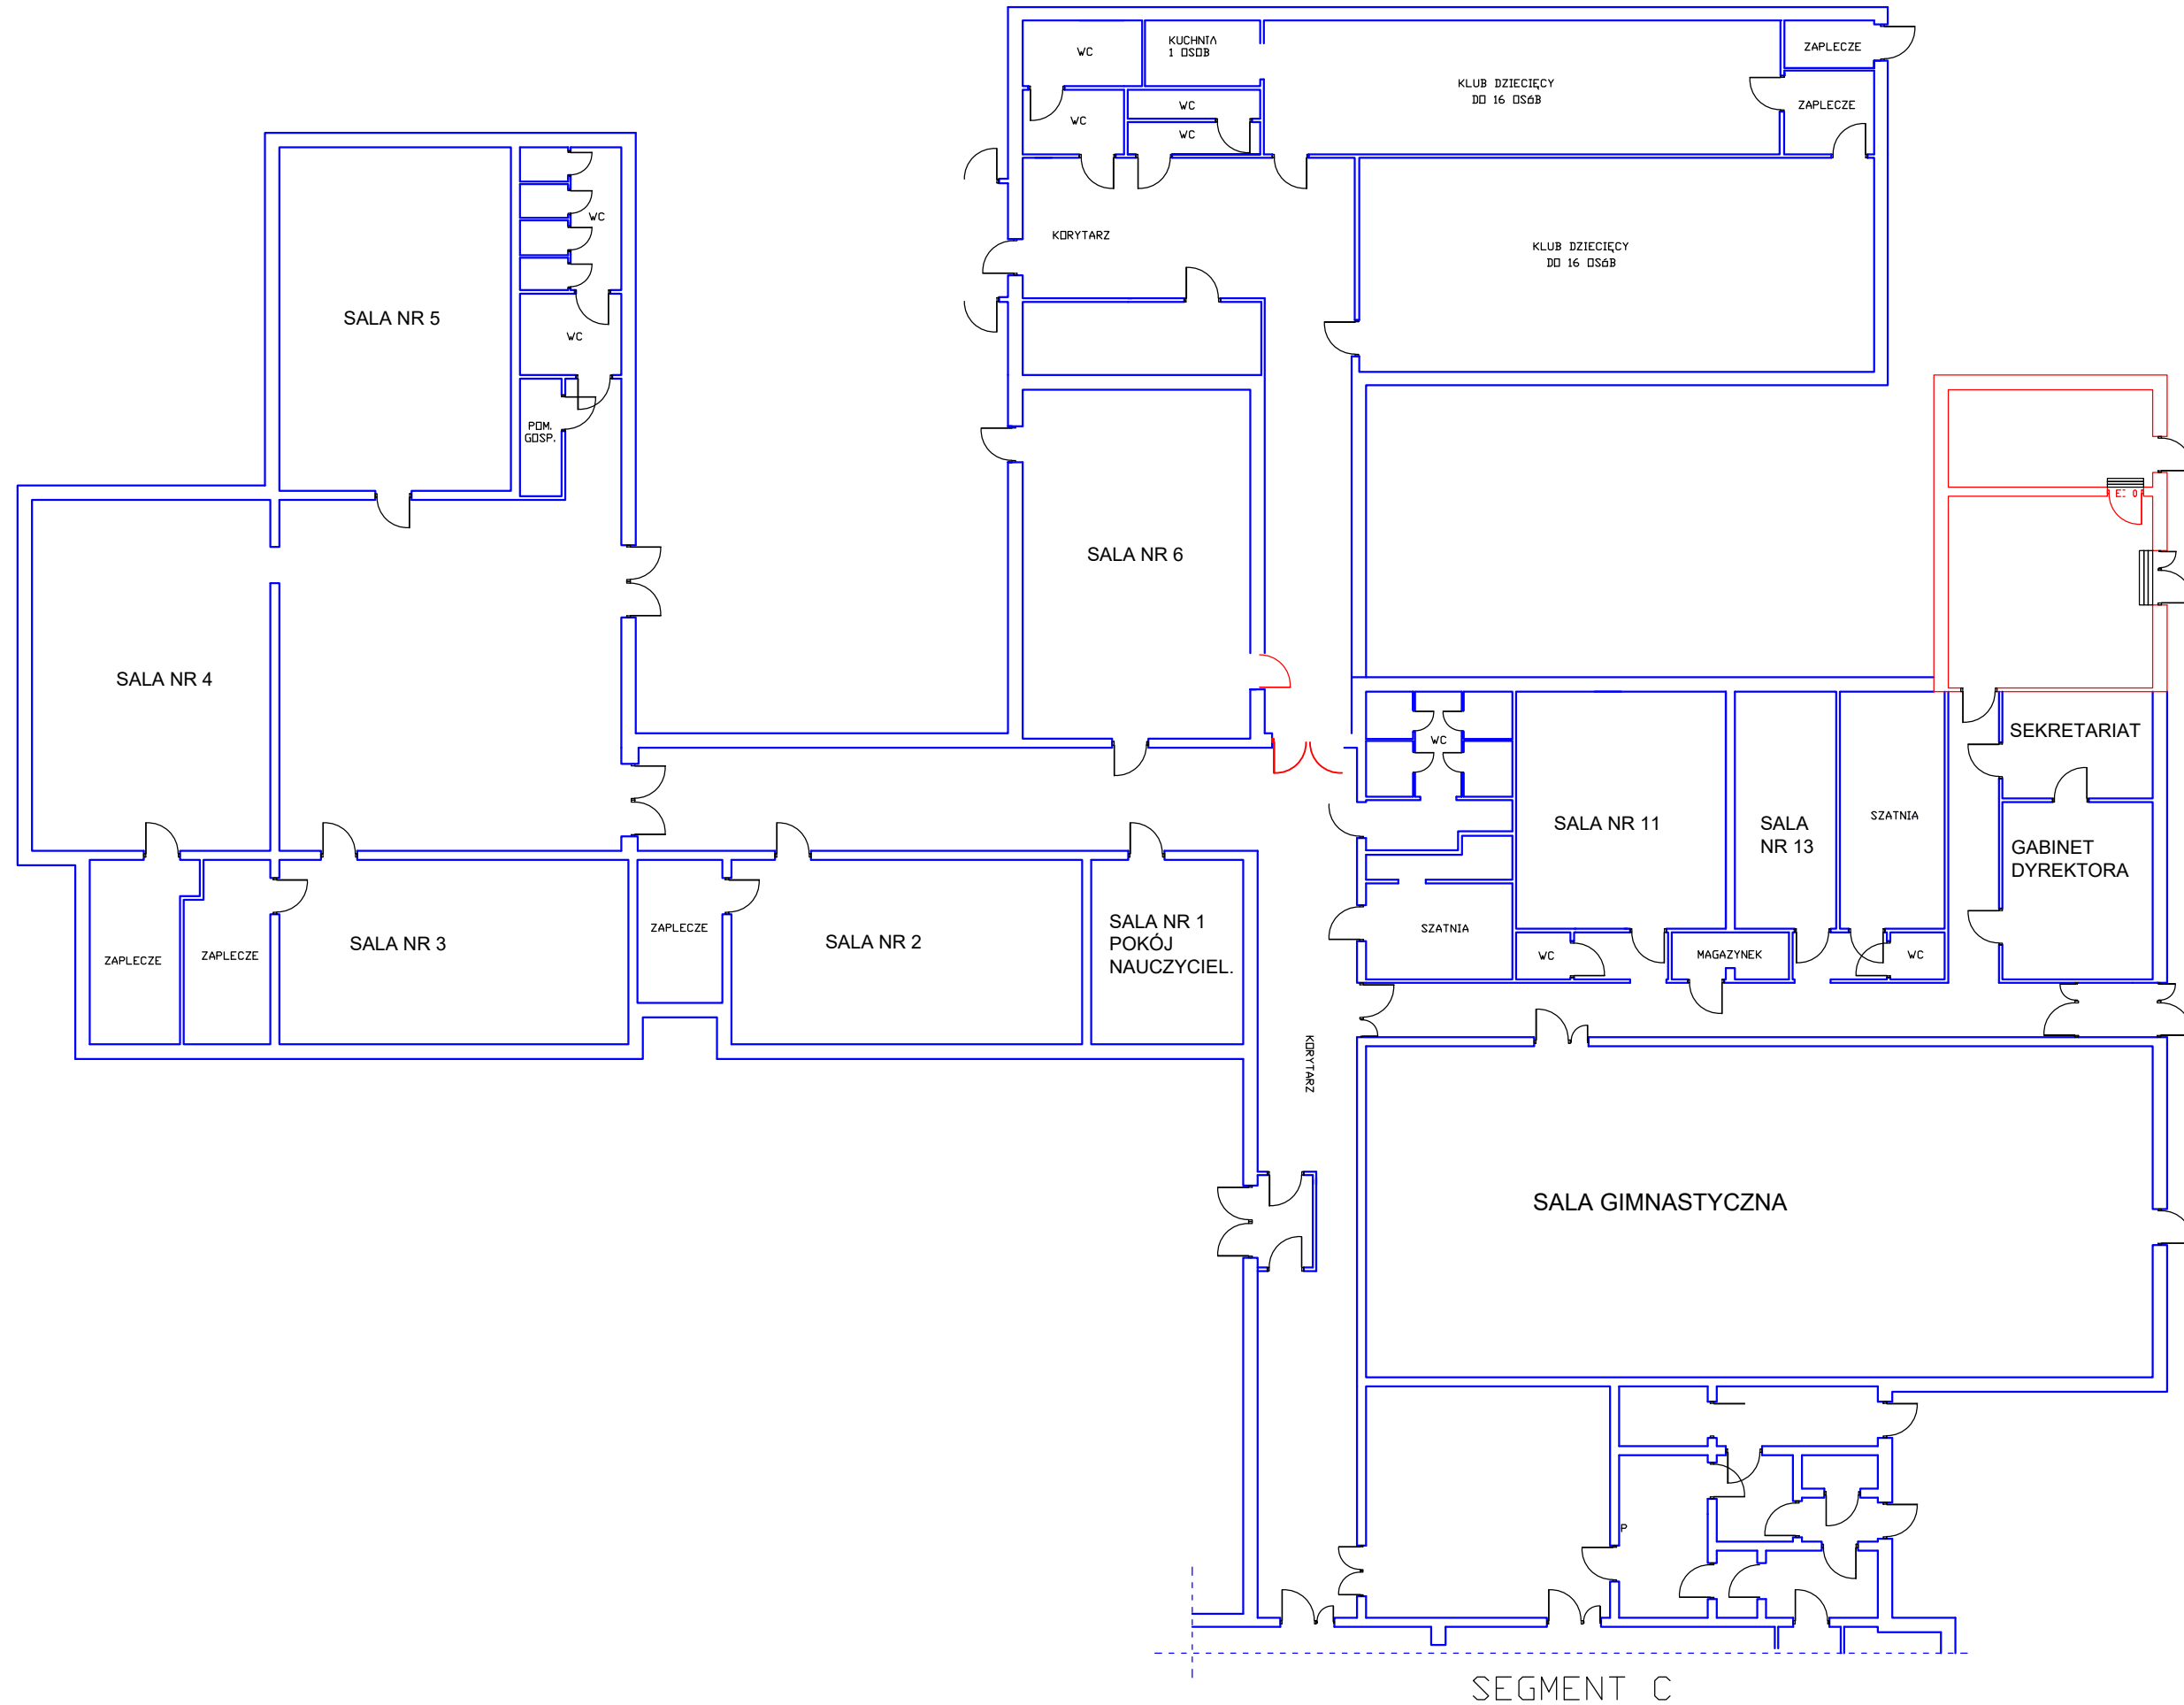 WC
KUCHNIA
1 OSOB
ZAPLECZE
KLUB DZIECIĘCY
DO 16 OSÓB
ZAPLECZE
WC
WC
WC
WC
KORYTARZ
KLUB DZIECIĘCY
DO 16 OSÓB
SALA NR 5
WC
POM.
GOSP.
SALA NR 6
SALA NR 4
SEKRETARIAT
WC
SALA NR 11
SALA
NR 13
SZATNIA
GABINET
DYREKTORA
SALA NR 1
POKÓJ
NAUCZYCIEL.
ZAPLECZE
SALA NR 2
SALA NR 3
ZAPLECZE
ZAPLECZE
SZATNIA
WC
MAGAZYNEK
WC
KORYTARZ
SALA GIMNASTYCZNA
P
SEGMENT C